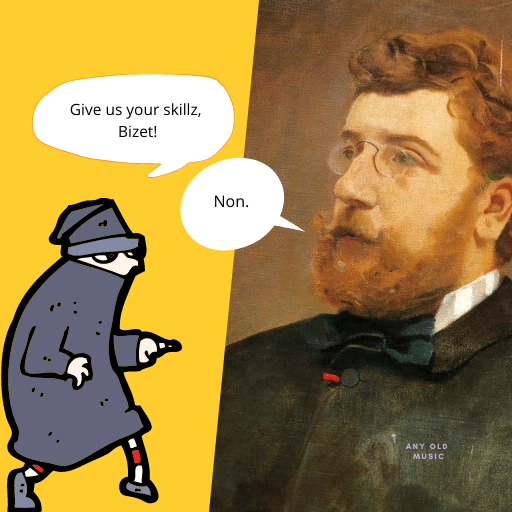 Give us your skillz,
Bizet!
Non.
ANY OLD
MUSIC